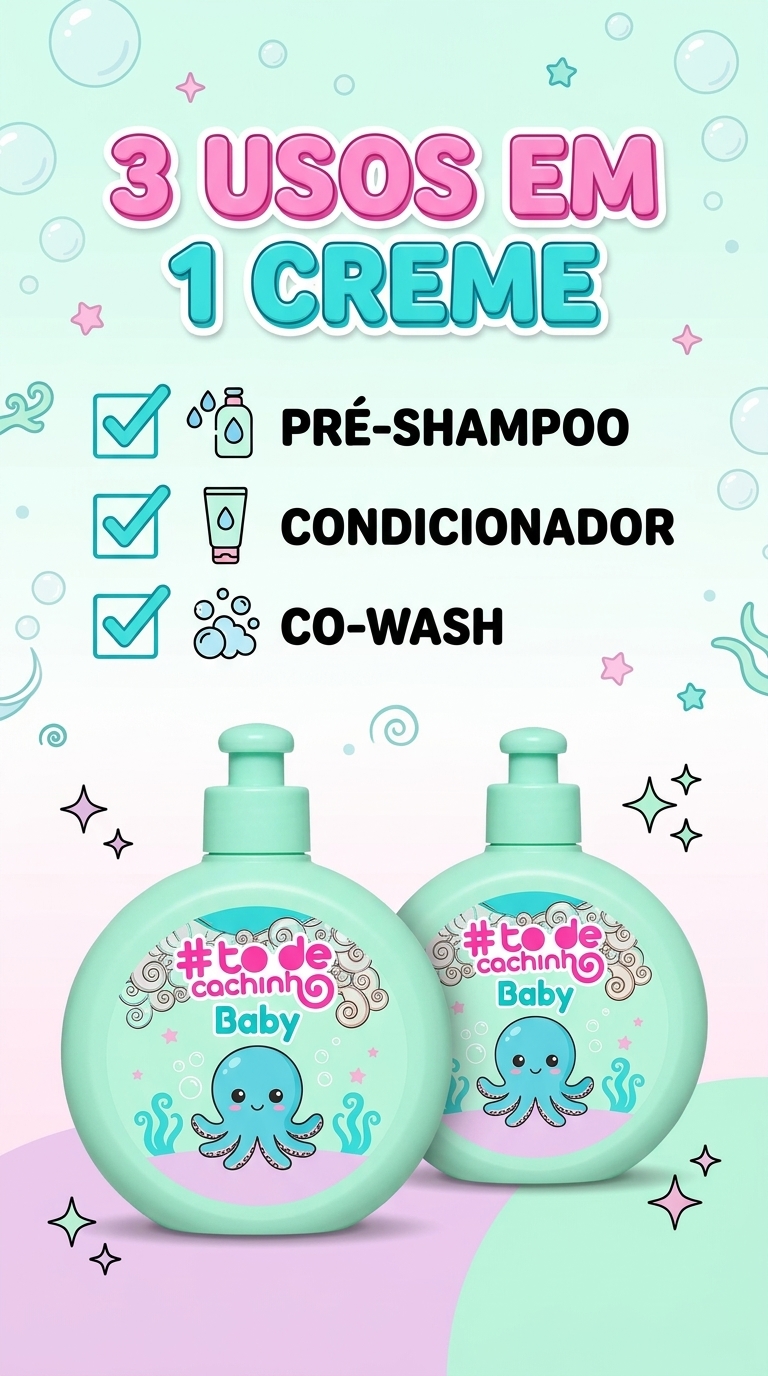 3 USOS EM
1 CREME
PRÉ-SHAMPOO
CONDICIONADOR
CO-WASH
#to de
cachinho
Baby
#to de
cachinho
Baby